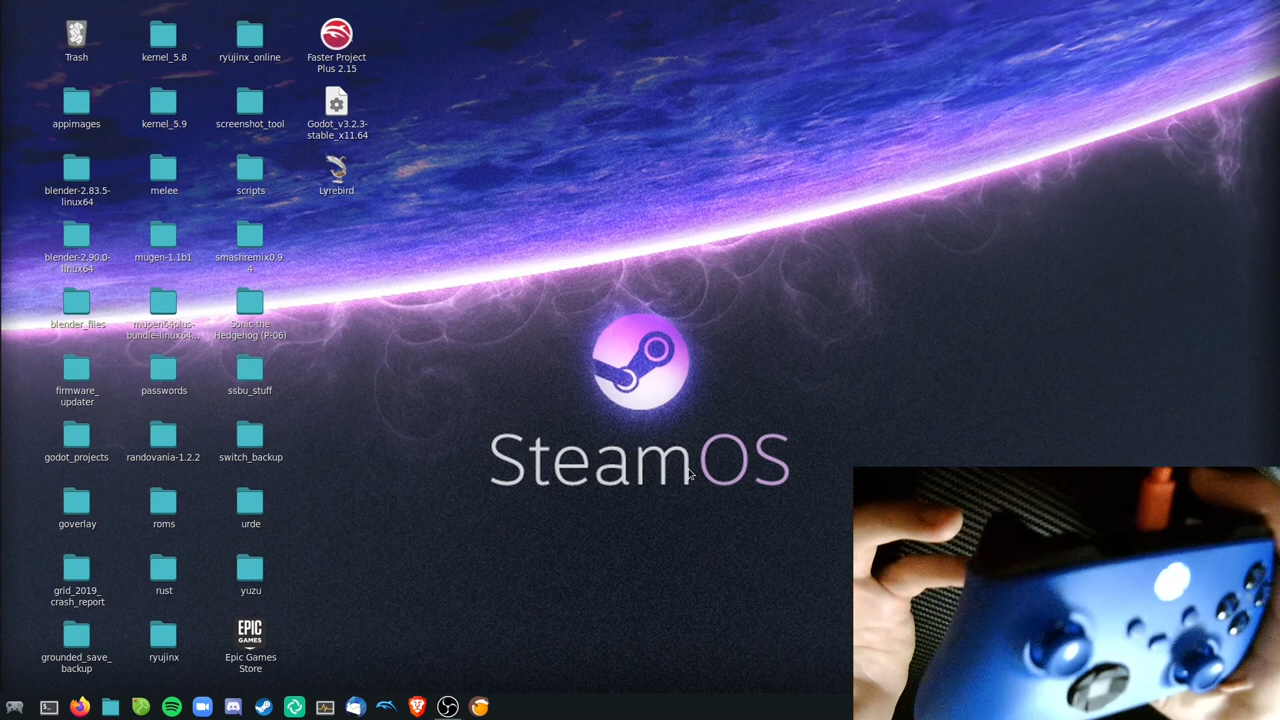 Trash
kernel_5.8
ryujinx_online
Faster Project
Plus 2.15
appimages
kernel_5.9
screenshot_tool
Godot_v3.2.3-
stable_x11.64
blender-2.83.5-
linux64
melee
scripts
Lyrebird
blender-2.90.0-
linux64
mugen-1.1b1
smashremix0.9.
4
blender_files
mupen64plus-
bundle-linux64...
Sonic the
Hedgehog (P-06)
firmware_
updater
passwords
ssbu_stuff
godot_projects
randovania-1.2.2
switch_backup
SteamOS
goverlay
roms
urde
grid_2019_
crash_report
rust
yuzu
grounded_save_
backup
ryujinx
EPIC
GAMES
Epic Games
Store